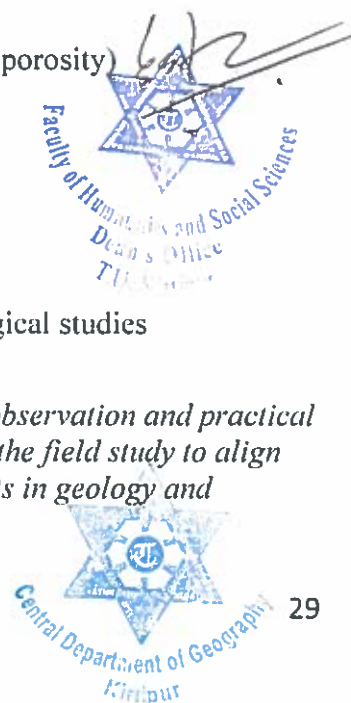 porosity)
Faculty of Humanities and Social Sciences
Dean's Office
gical studies
observation and practical
the field study to align
s in geology and
29
Central Department of Geography
Kirtipur